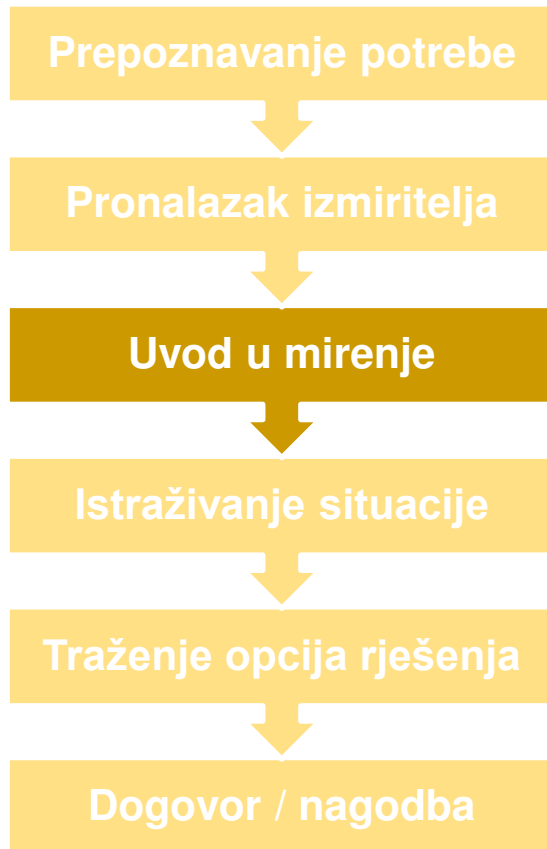 Prepoznavanje potrebe
Pronalazak izmiritelja
Uvod u mirenje
Istraživanje situacije
Traženje opcija rješenja
Dogovor / nagodba